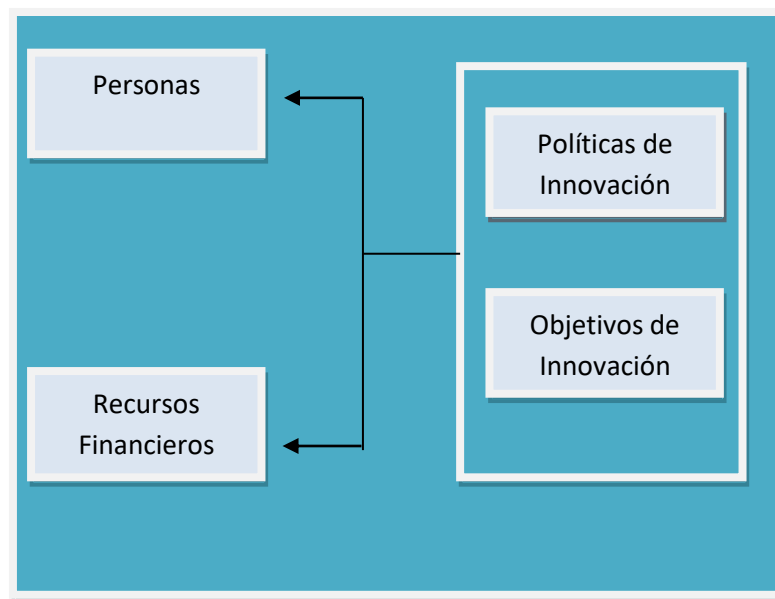 Personas
Políticas de
Innovación
Objetivos de
Innovación
Recursos
Financieros